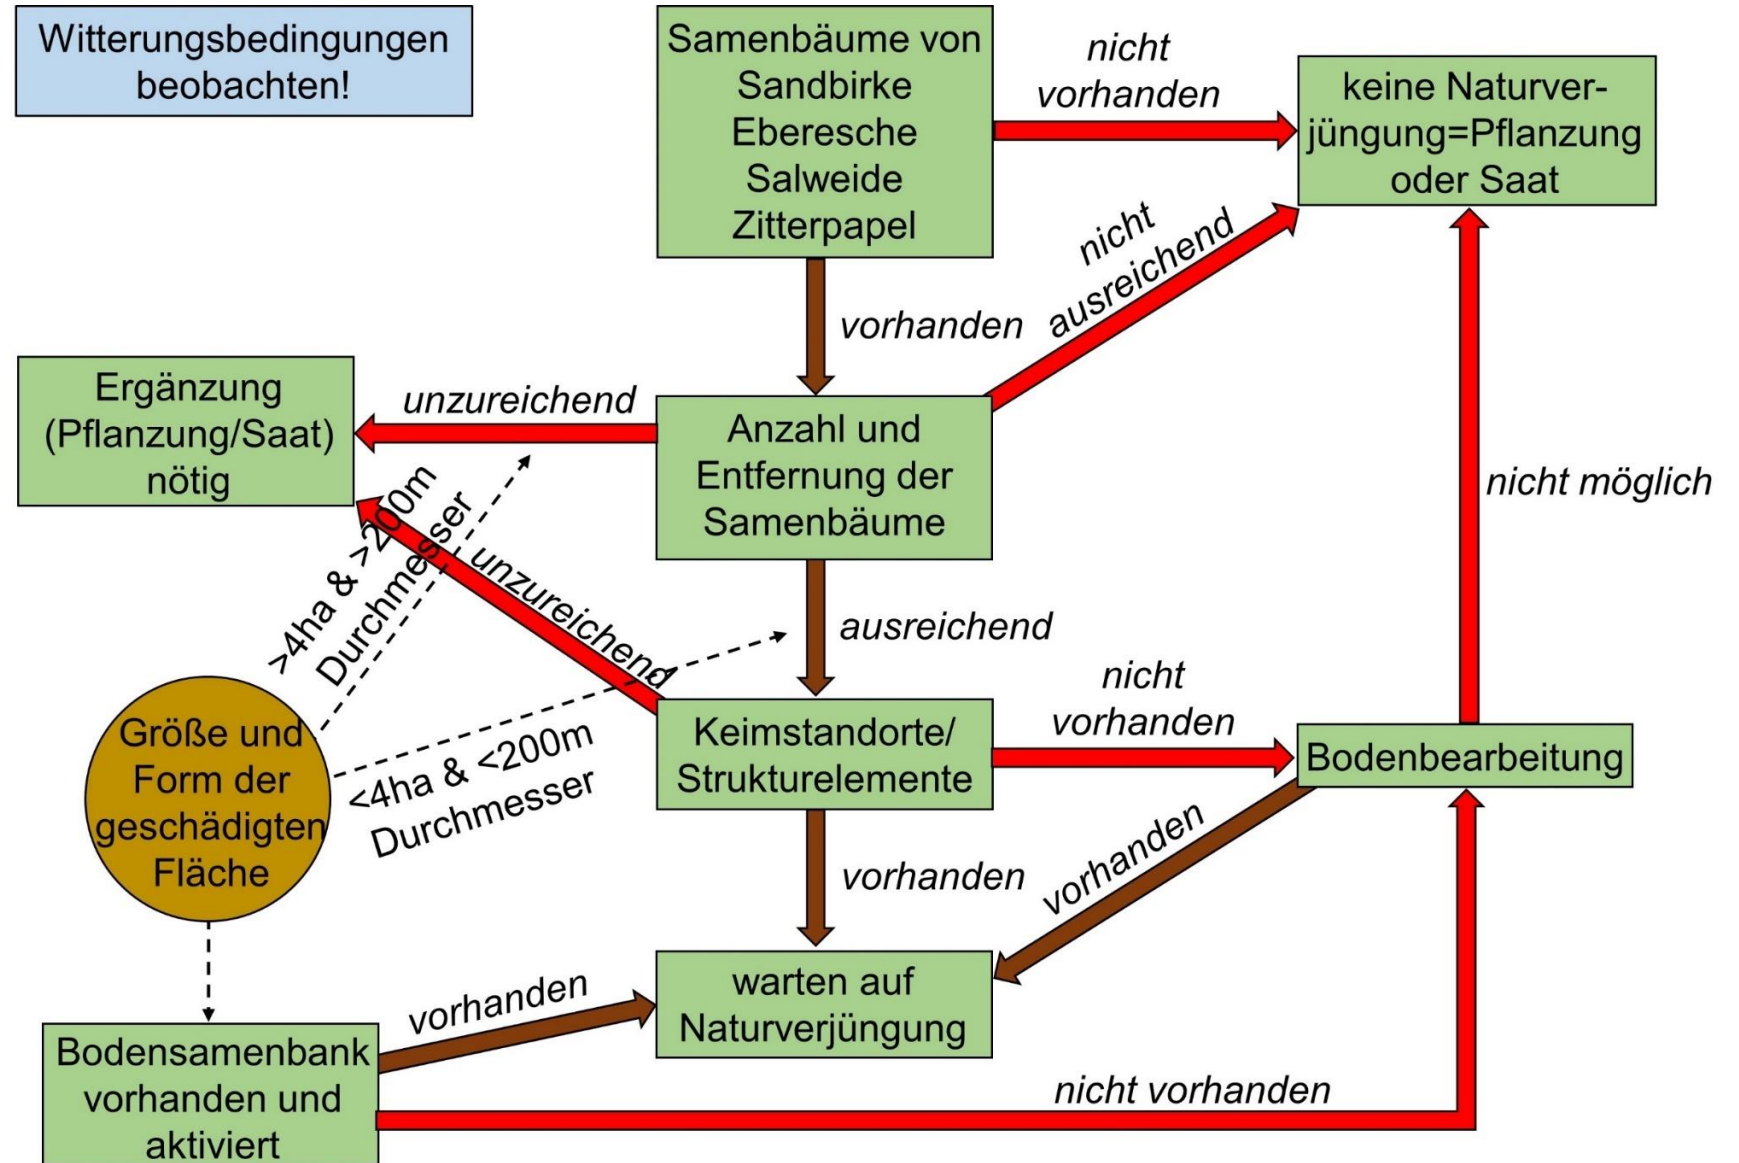 Witterungsbedingungen
beobachten!
Samenbäume von
Sandbirke
Eberesche
Salweide
Zitterpapel
nicht
vorhanden
keine Naturver-
jüngung=Pflanzung
oder Saat
nicht
ausreichend
vorhanden
Ergänzung
(Pflanzung/Saat)
nötig
unzureichend
Anzahl und
Entfernung der
Samenbäume
nicht möglich
>4ha & >200m
Durchmesser
unzureichend
ausreichend
Größe und
Form der
geschädigten
Fläche
<4ha & <200m
Durchmesser
Keimstandorte/
Strukturelemente
nicht
vorhanden
Bodenbearbeitung
vorhanden
vorhanden
warten auf
Naturverjüngung
vorhanden
Bodensamenbank
vorhanden und
aktiviert
nicht vorhanden